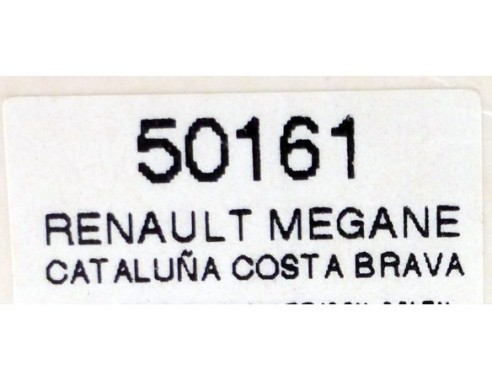 50161
RENAULT MEGANE
CATALUÑA COSTA BRAVA